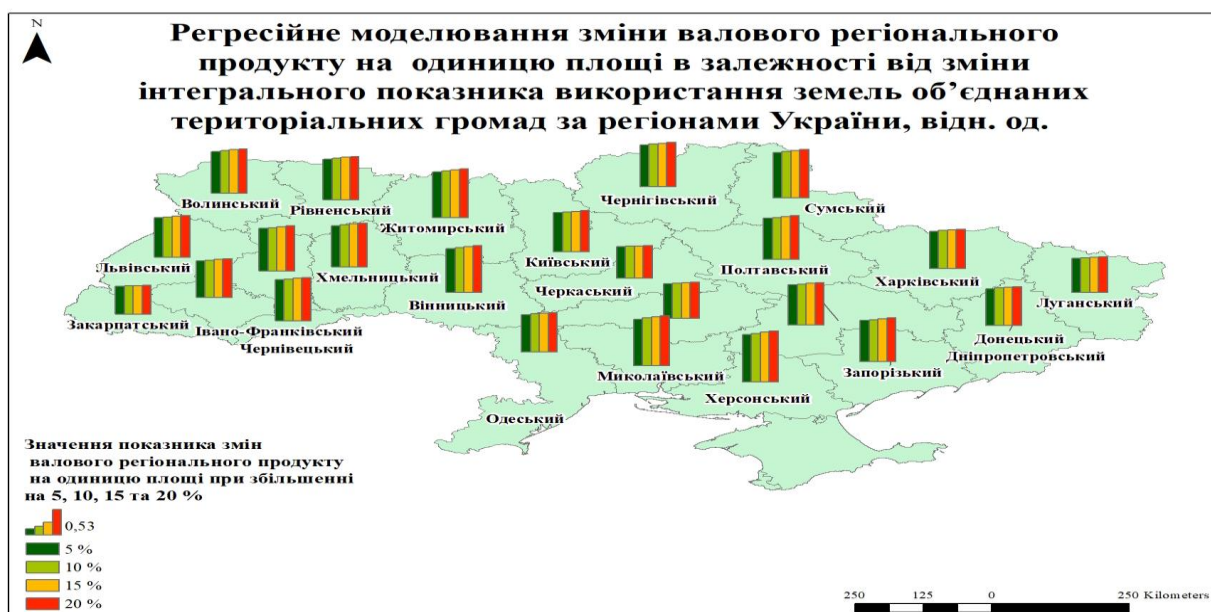 N
Регресійне моделювання зміни валового регіонального
продукту на одиницю площі в залежності від зміни
інтегрального показника використання земель об’єднаних
територіальних громад за регіонами України, відн. од.
Волинський
Рівненський
Житомирський
Чернігівський
Сумський
Львівський
Хмельницький
Київський
Полтавський
Харківський
Вінницький
Черкаський
Луганський
Закарпатський
Івано-Франківський
Чернівецький
Донецький
Дніпропетровський
Миколаївський
Запорізький
Херсонський
Одеський
Значення показника змін
валового регіонального продукту
на одиницю площі при збільшенні
на 5, 10, 15 та 20 %
0,53
5 %
10 %
15 %
20 %
250 125 0 250 Kilometers